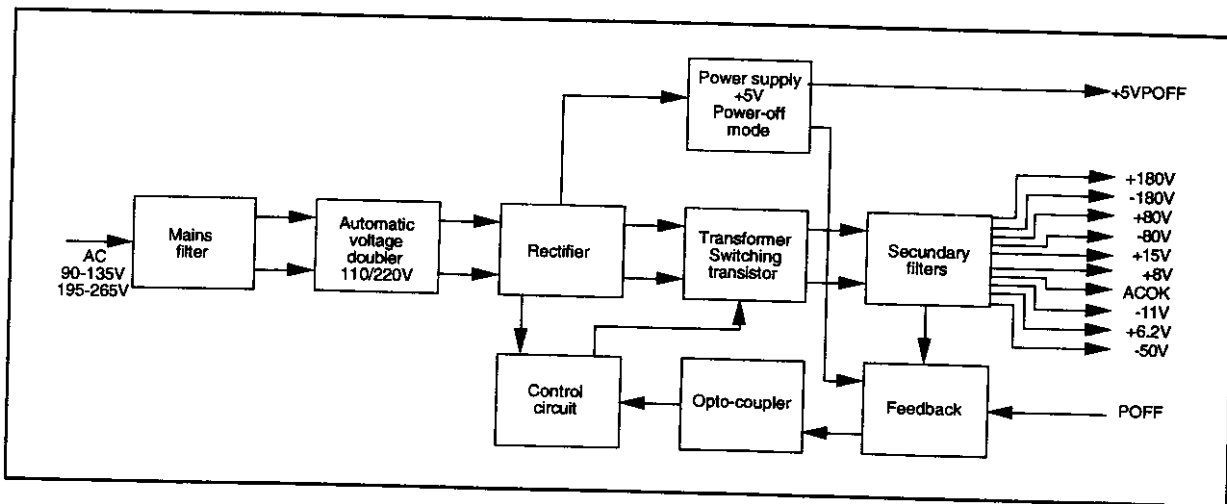 Power supply
+5V
Power-off
mode
+5VPOFF
AC
90-135V
195-265V
Mains
filter
Automatic
voltage
doubler
110/220V
Rectifier
Transformer
Switching
transistor
Secundary
filters
+180V
-180V
+80V
-80V
+15V
+8V
ACOK
-11V
+6.2V
-50V
Control
circuit
Opto-coupler
Feedback
POFF